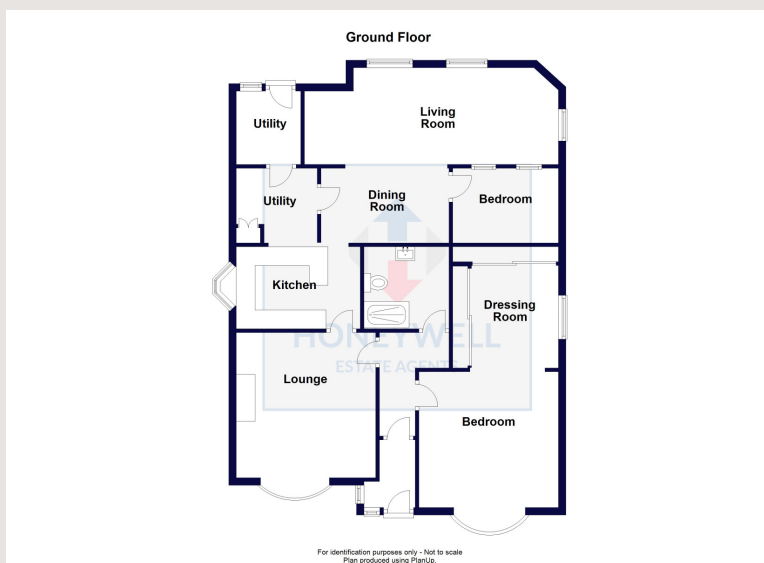 Ground Floor
Living
Room
Utility
Utility
Dining
Room
Bedroom
Kitchen
Dressing
Room
HONEYWELL
ESTATE AGENTS
Lounge
Bedroom
For identification purposes only - Not to scale
Plan produced using PlanUp.